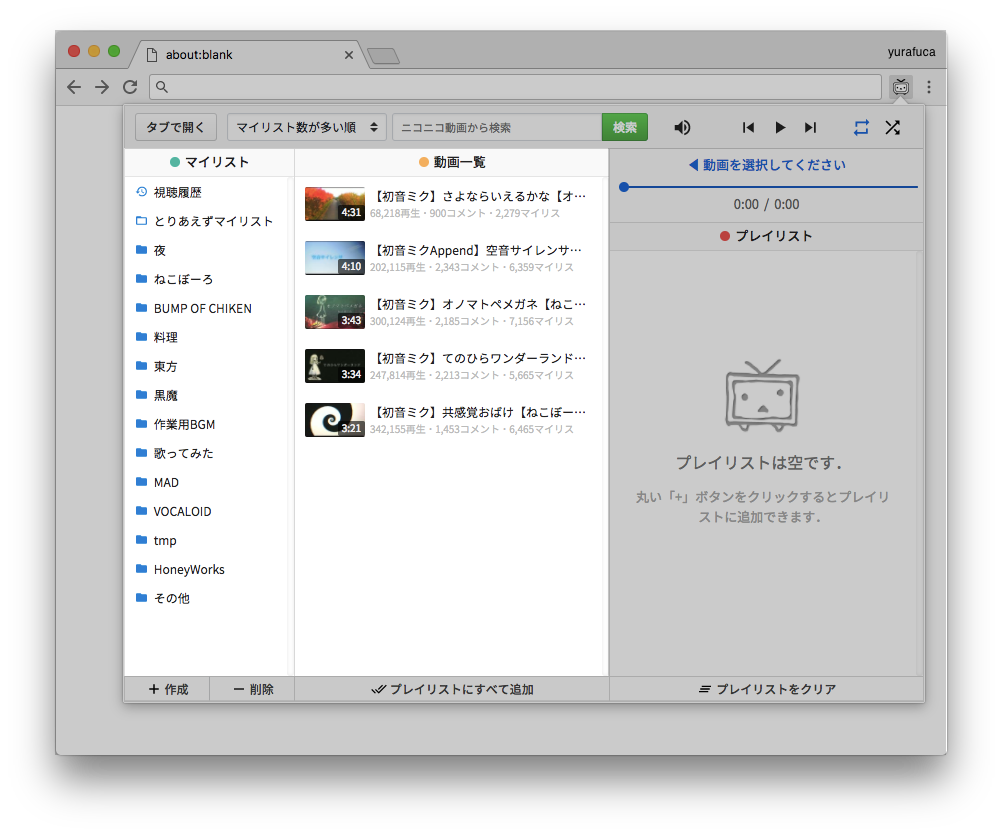 about:blank
yurafuca
タブで開く
マイリスト数が多い順
ニコニコ動画から検索
検索
マイリスト
視聴履歴
とりあえずマイリスト
夜
ねこぼーろ
BUMP OF CHIKEN
料理
東方
黒魔
作業用BGM
歌ってみた
MAD
VOCALOID
tmp
HoneyWorks
その他
+ 作成
− 削除
動画一覧
4:31
【初音ミク】さよならいえるかな【オ…
68,218再生・900コメント・2,279マイリス
4:10
【初音ミクAppend】空音サイレンサ…
202,115再生・2,343コメント・6,359マイリス
3:43
【初音ミク】オノマトペメガネ【ねこ…
300,124再生・2,185コメント・7,156マイリス
3:34
【初音ミク】てのひらワンダーランド…
247,814再生・2,213コメント・5,665マイリス
3:21
【初音ミク】共感覚おばけ【ねこぼー…
342,155再生・1,453コメント・6,465マイリス
プレイリストにすべて追加
動画を選択してください
0:00 / 0:00
プレイリスト
プレイリストは空です．
丸い「+」ボタンをクリックするとプレイリ
ストに追加できます．
プレイリストをクリア